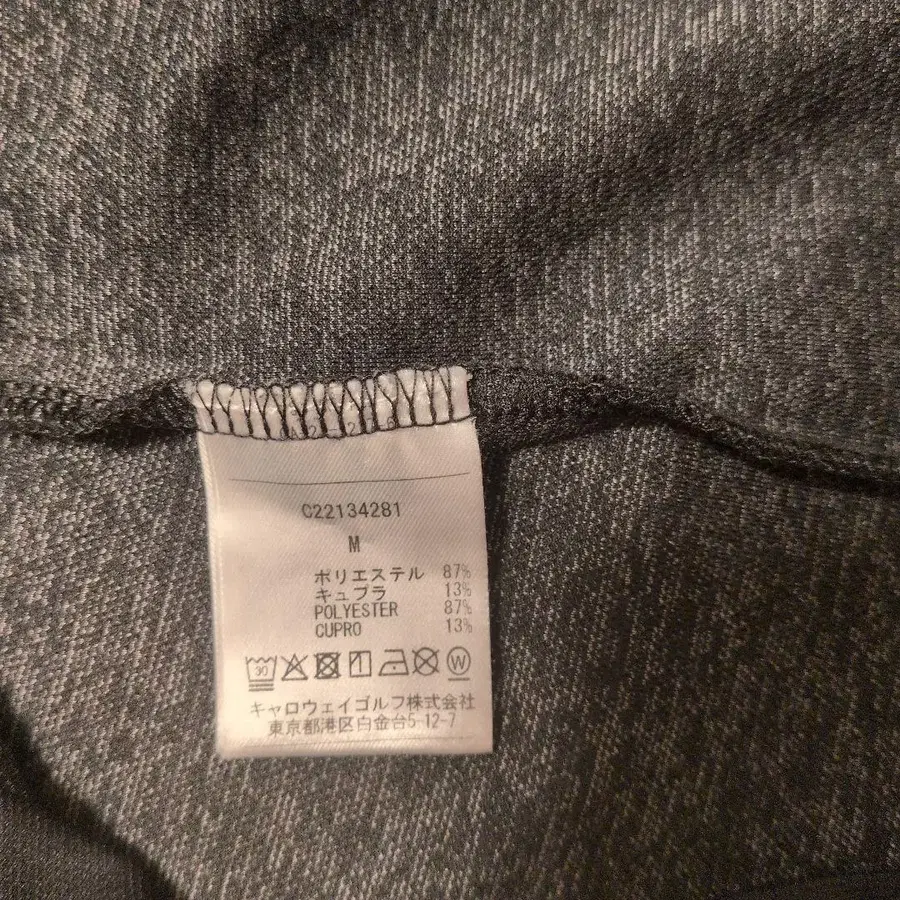 C22134281
M
ポリエステル 87%
キュプラ 13%
POLYESTER 87%
CUPRO 13%
30 W
キャロウェイゴルフ株式会社
東京都港区白金台5-12-7